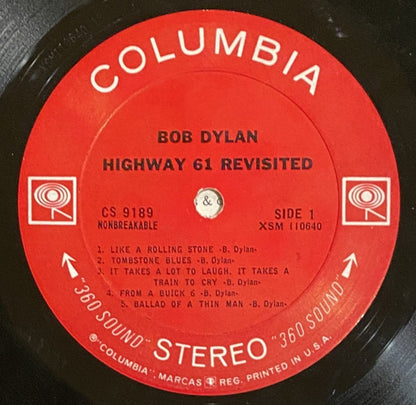 COLUMBIA
BOB DYLAN
HIGHWAY 61 REVISITED
&
CS 9189
NONBREAKABLE
SIDE 1
XSM 110640
1. LIKE A ROLLING STONE -B. Dylan-
2. TOMBSTONE BLUES -B. Dylan-
3. IT TAKES A LOT TO LAUGH, IT TAKES A
TRAIN TO CRY -B. Dylan-
4. FROM A BUICK 6 -B. Dylan-
5. BALLAD OF A THIN MAN -B. Dylan-
"360 SOUND" STEREO "360 SOUND"
® "COLUMBIA", MARCAS REG. PRINTED IN U.S.A.